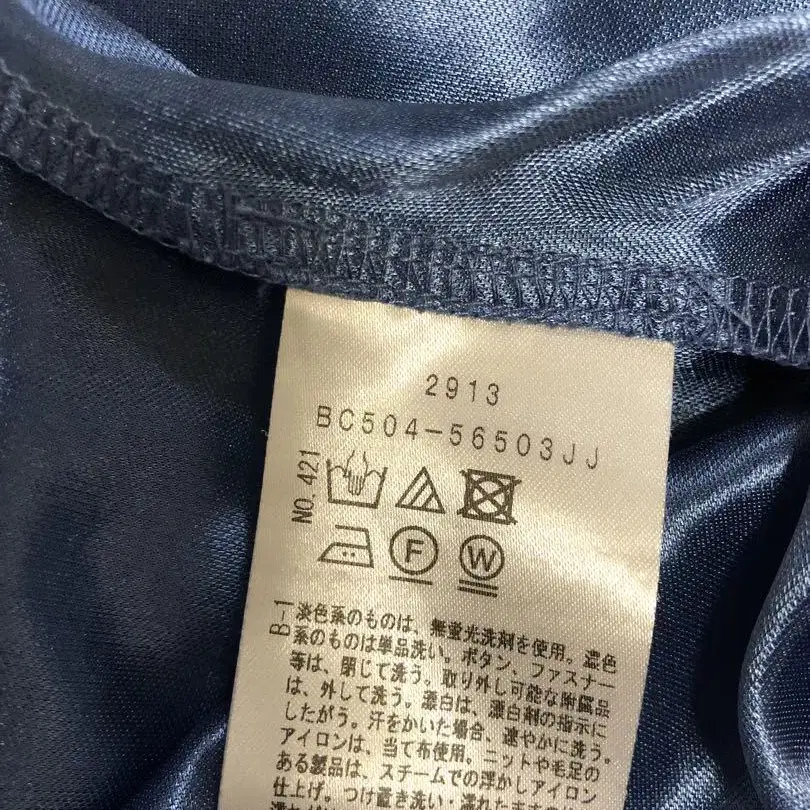 2913
BC504-56503JJ
NO.421
F
W
B-1
淡色系のものは、無蛍光洗剤を使用。濃色
系のものは単品洗い。ボタン、ファスナー
等は、閉じて洗う。取り外し可能な附属品
は、外して洗う。漂白は、漂白剤の指示に
したがう。汗をかいた場合、速やかに洗う。
アイロンは、当て布使用。ニットや毛足の
ある製品は、スチームでの浮かしアイロン
仕上げ。つけ置き洗い・濡れた